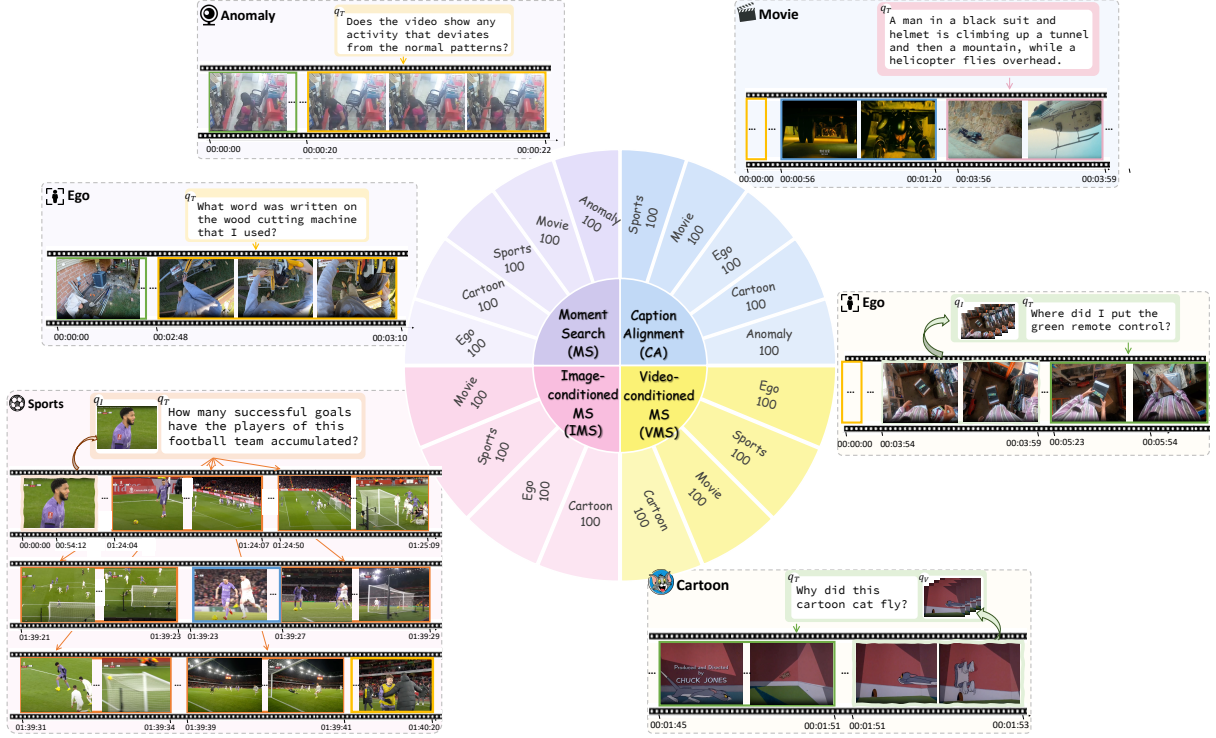 Anomaly
qT
Does the video show any
activity that deviates
from the normal patterns?
... ...
00:00:00
00:00:20
00:00:22
Movie
qT
A man in a black suit and
helmet is climbing up a tunnel
and then a mountain, while a
helicopter flies overhead.
... ... ... ...
00:00:00
00:00:56
00:01:20
00:03:56
00:03:59
Ego
qT
What word was written on
the wood cutting machine
that I used?
... ...
00:00:00
00:02:48
00:03:10
Moment
Search
(MS)
Caption
Alignment
(CA)
Image-
conditioned
MS
(IMS)
Video-
conditioned
MS
(VMS)
Anomaly
100
Movie
100
Sports
100
Cartoon
100
Ego
100
Sports
100
Movie
100
Ego
100
Cartoon
100
Anomaly
100
Movie
100
Sports
100
Ego
100
Cartoon
100
Ego
100
Sports
100
Movie
100
Cartoon
100
Ego
qI
qT
Where did I put the
green remote control?
... ... ...
00:00:00
00:03:54
00:03:59
00:05:23
00:05:54
Sports
qI
qT
How many successful goals
have the players of this
football team accumulated?
00:00:00
00:54:12
01:24:04
01:24:07
01:24:50
01:25:09
01:39:21
01:39:23
01:39:23
01:39:27
01:39:29
01:39:31
01:39:34
01:39:39
01:39:41
01:40:20
Cartoon
qT
Why did this
cartoon cat fly?
qV
Produced and Directed
By
CHUCK JONES
00:01:45
00:01:51
00:01:51
00:01:53